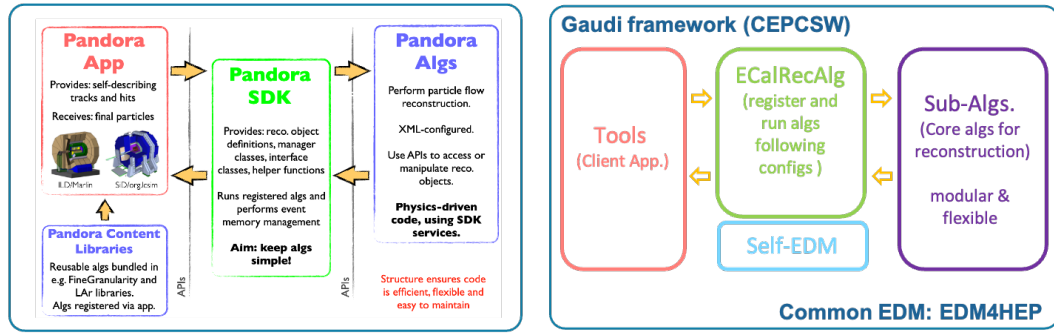 Pandora
App
Provides: self-describing
tracks and hits
Receives: final particles
ILD/Marlin
SiD/org.lcsim
Pandora Content
Libraries
Reusable algs bundled in
e.g. FineGranularity and
LAr libraries.
Algs registered via app.
APIs
Pandora
SDK
Provides: reco. object
definitions, manager
classes, interface
classes, helper functions
Runs registered algs and
performs event
memory management
Aim: keep algs
simple!
APIs
Pandora
Algs
Perform particle flow
reconstruction.
XML-configured.
Use APIs to access or
manipulate reco.
objects.
Physics-driven
code, using SDK
services.
Structure ensures code
is efficient, flexible and
easy to maintain
Gaudi framework (CEPCSW)
Tools
(Client App.)
ECalRecAlg
(register and
run algs
following
configs )
Self-EDM
Sub-Algs.
(Core algs for
reconstruction)
modular &
flexible
Common EDM: EDM4HEP